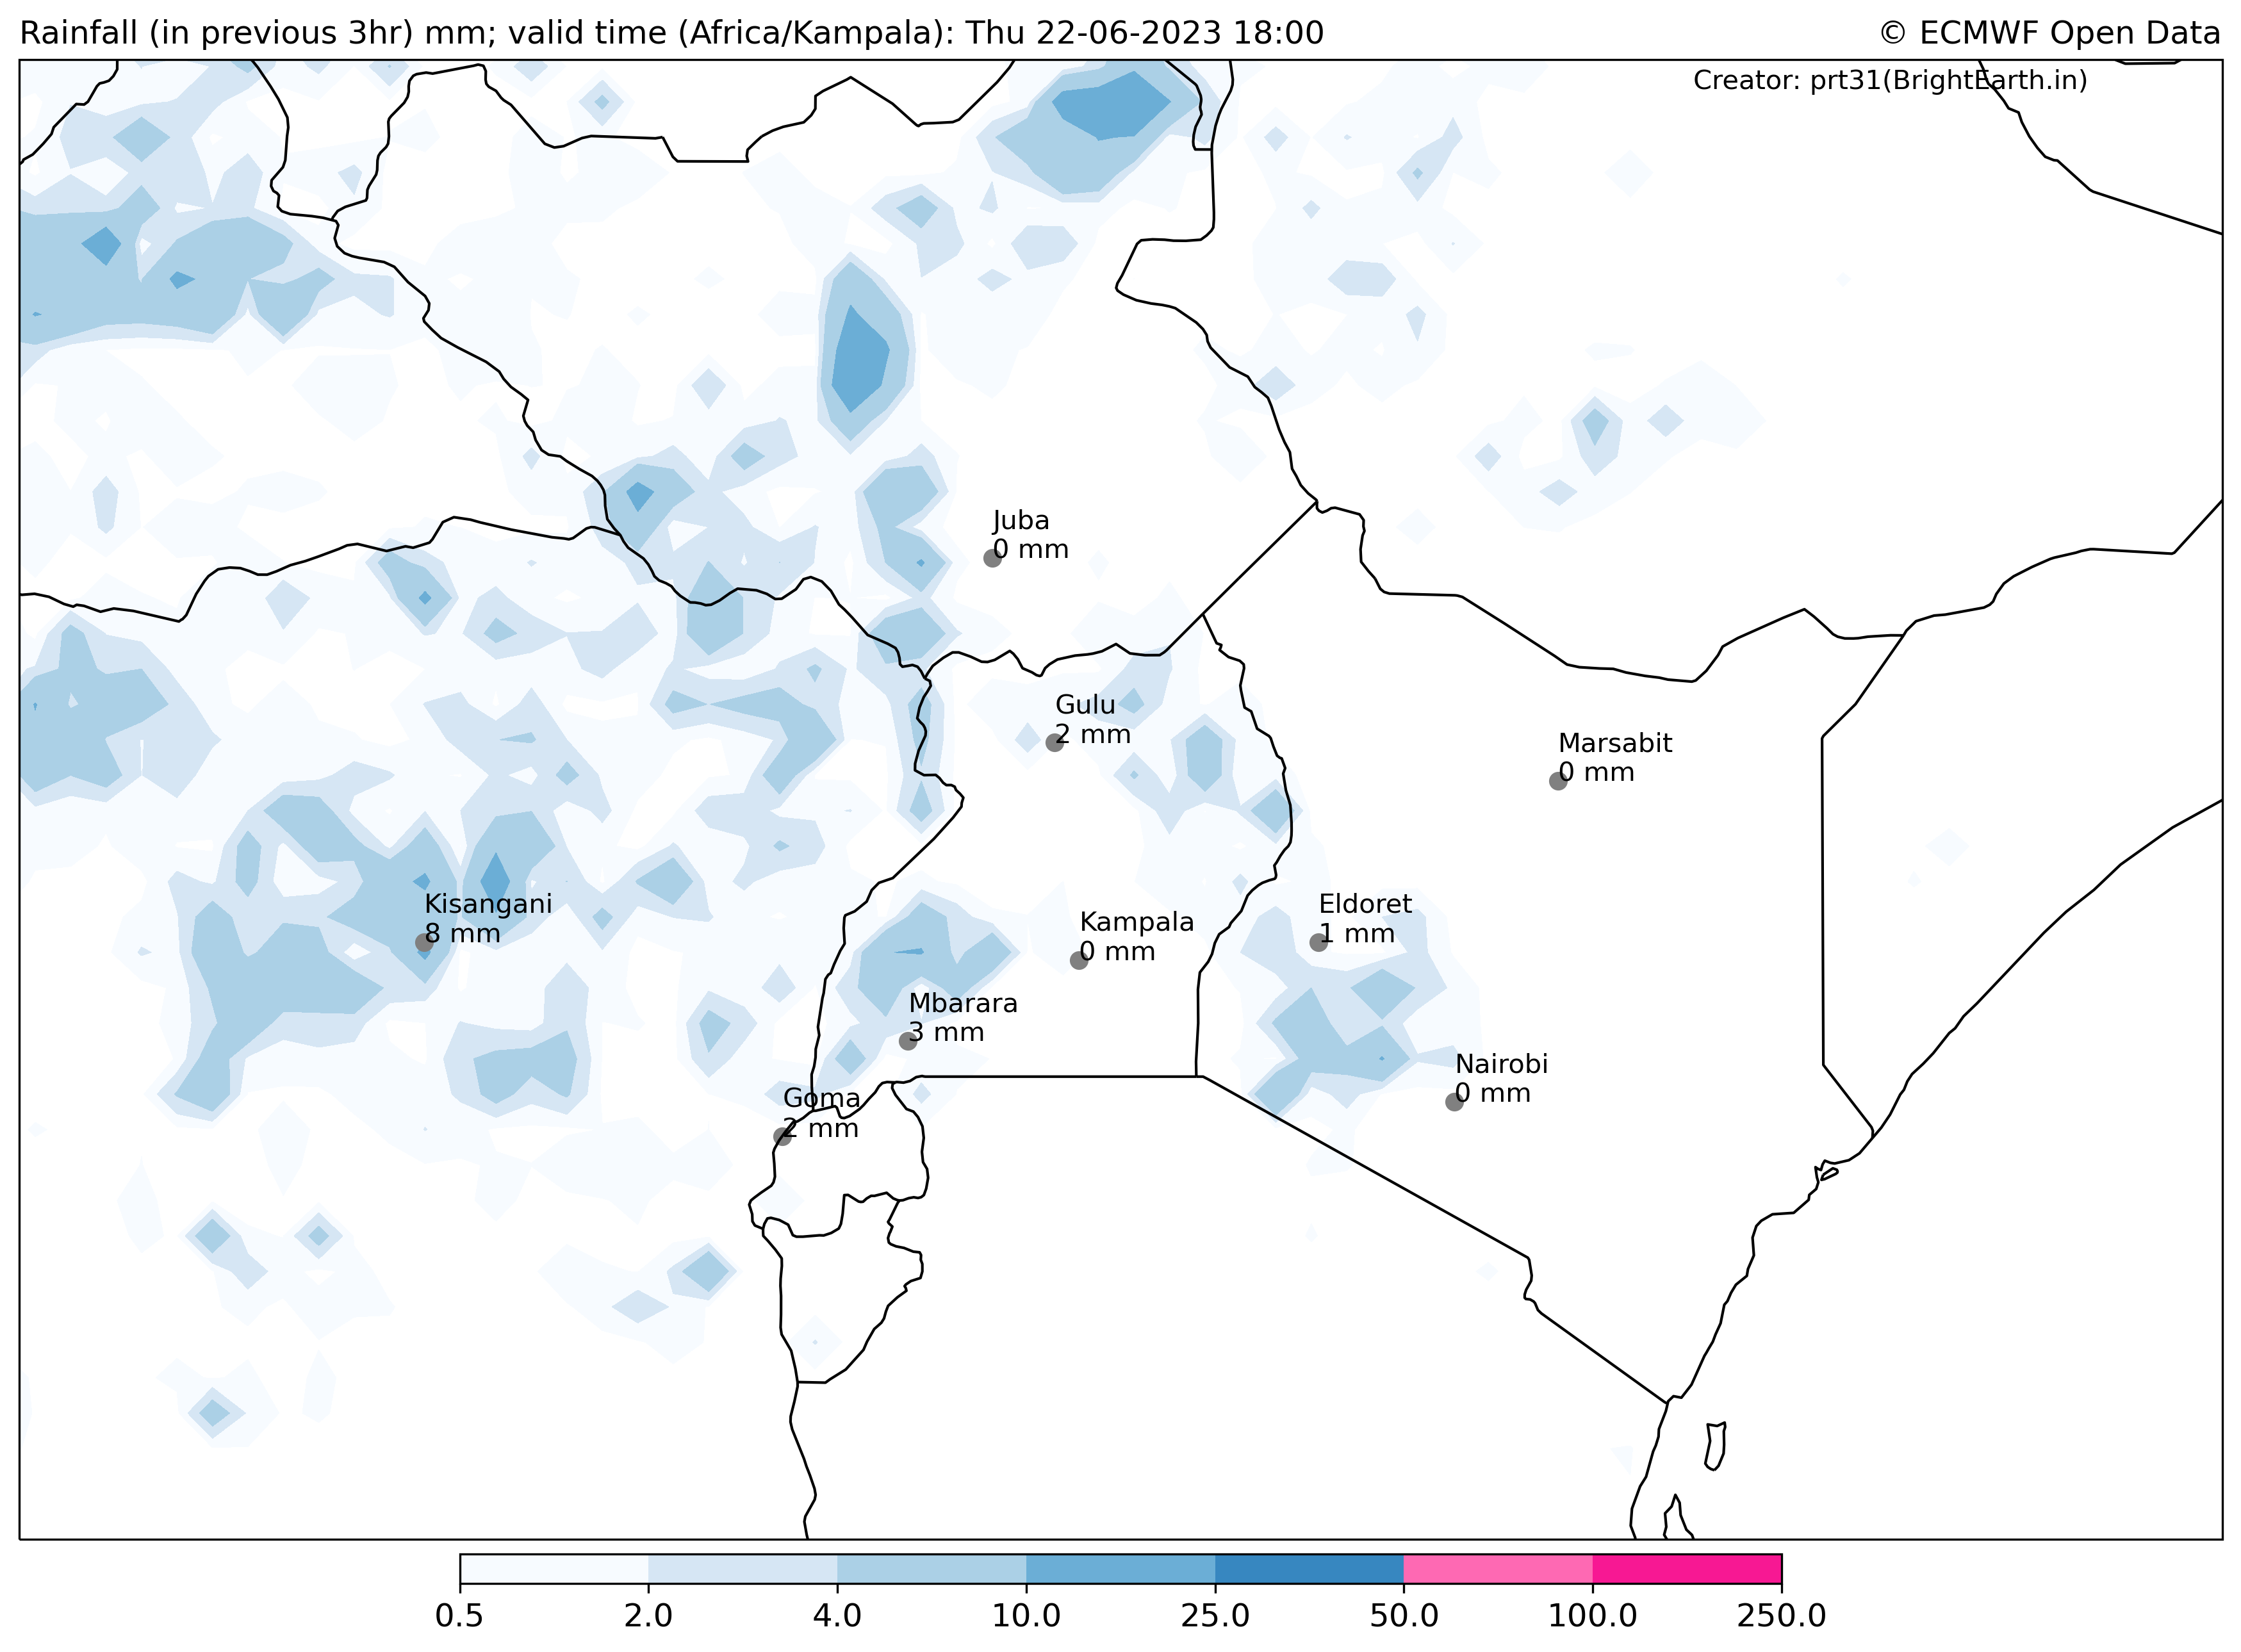 Rainfall (in previous 3hr) mm; valid time (Africa/Kampala): Thu 22-06-2023 18:00
© ECMWF Open Data
Creator: prt31(BrightEarth.in)
Juba
0 mm
Gulu
2 mm
Marsabit
0 mm
Kisangani
8 mm
Eldoret
1 mm
Kampala
0 mm
Mbarara
3 mm
Nairobi
0 mm
Goma
2 mm
0.5 2.0 4.0 10.0 25.0 50.0 100.0 250.0